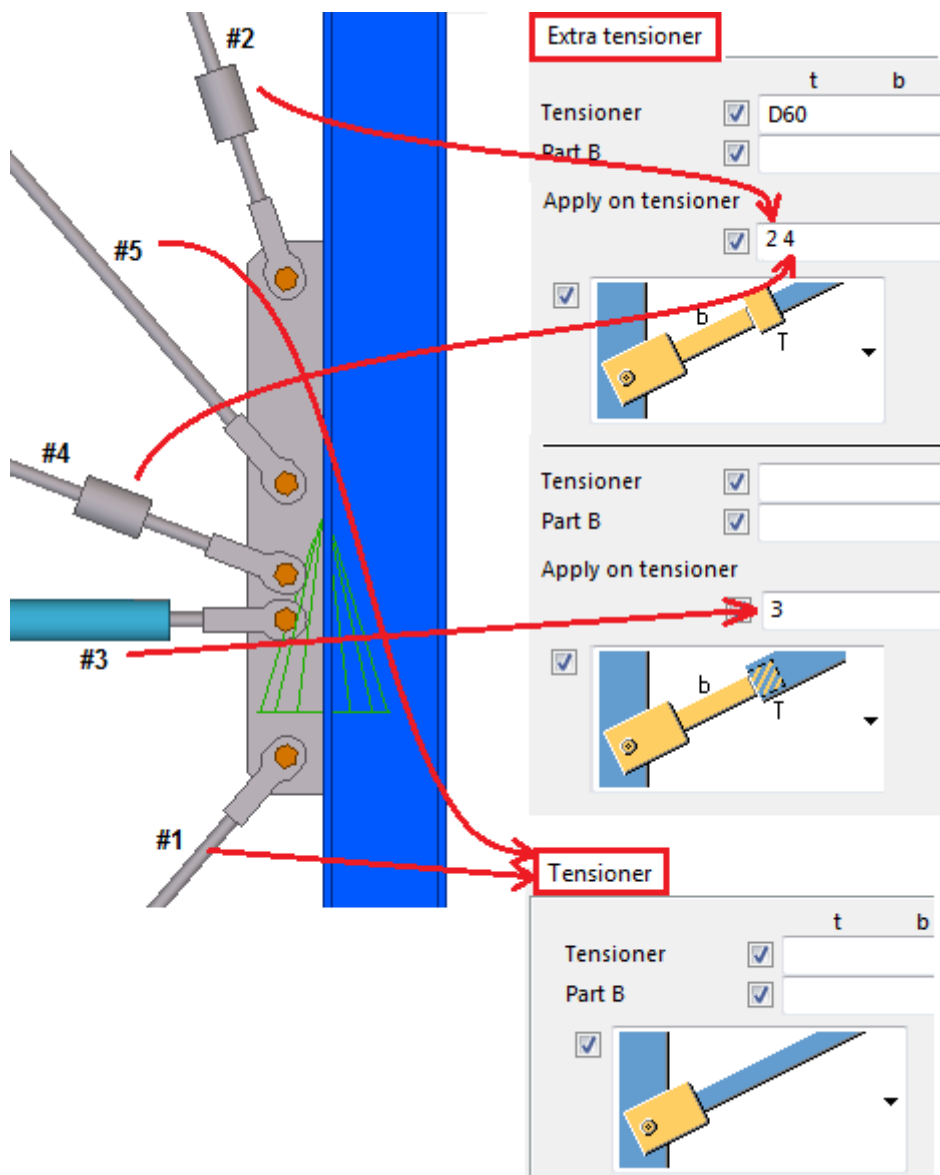 #2
#5
#4
#3
#1
Extra tensioner
t b
Tensioner D60
Part B
Apply on tensioner
2 4
b
T
Tensioner
Part B
Apply on tensioner
3
b
T
Tensioner
t b
Tensioner
Part B